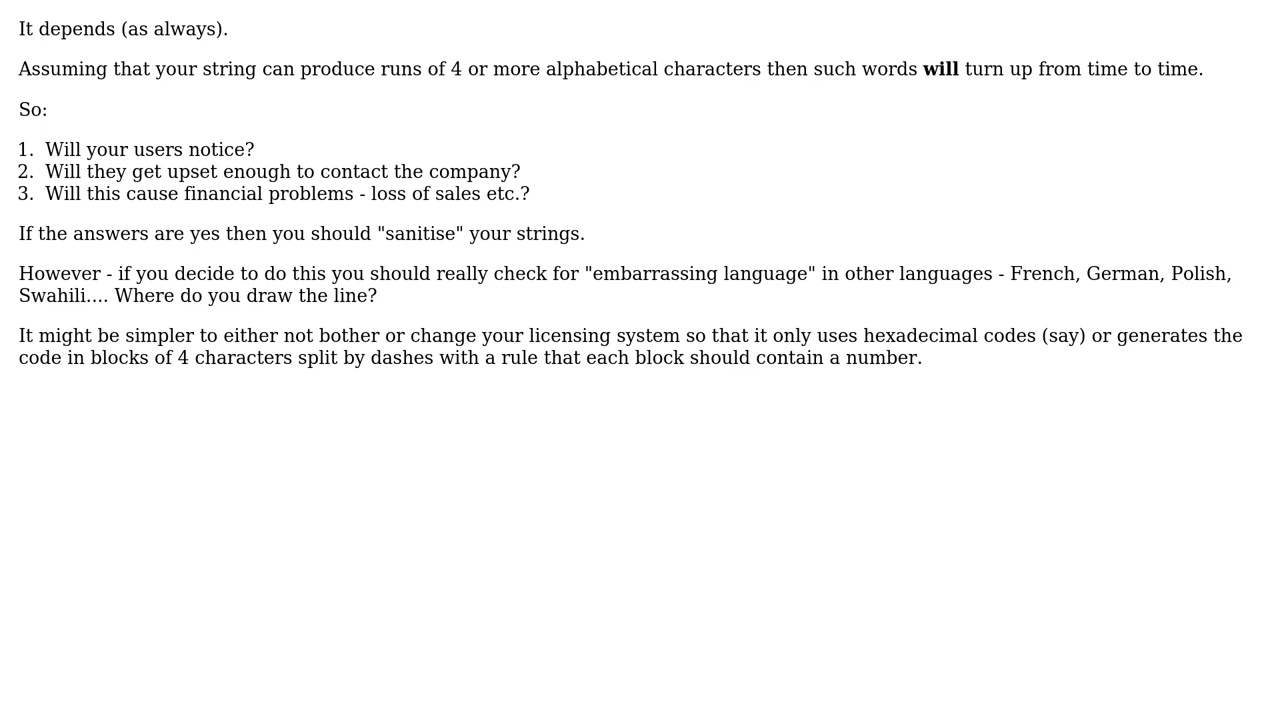 It depends (as always).
Assuming that your string can produce runs of 4 or more alphabetical characters then such words will turn up from time to time.
So:
1. Will your users notice?
2. Will they get upset enough to contact the company?
3. Will this cause financial problems - loss of sales etc.?
If the answers are yes then you should "sanitise" your strings.
However - if you decide to do this you should really check for "embarrassing language" in other languages - French, German, Polish,
Swahili.... Where do you draw the line?
It might be simpler to either not bother or change your licensing system so that it only uses hexadecimal codes (say) or generates the
code in blocks of 4 characters split by dashes with a rule that each block should contain a number.